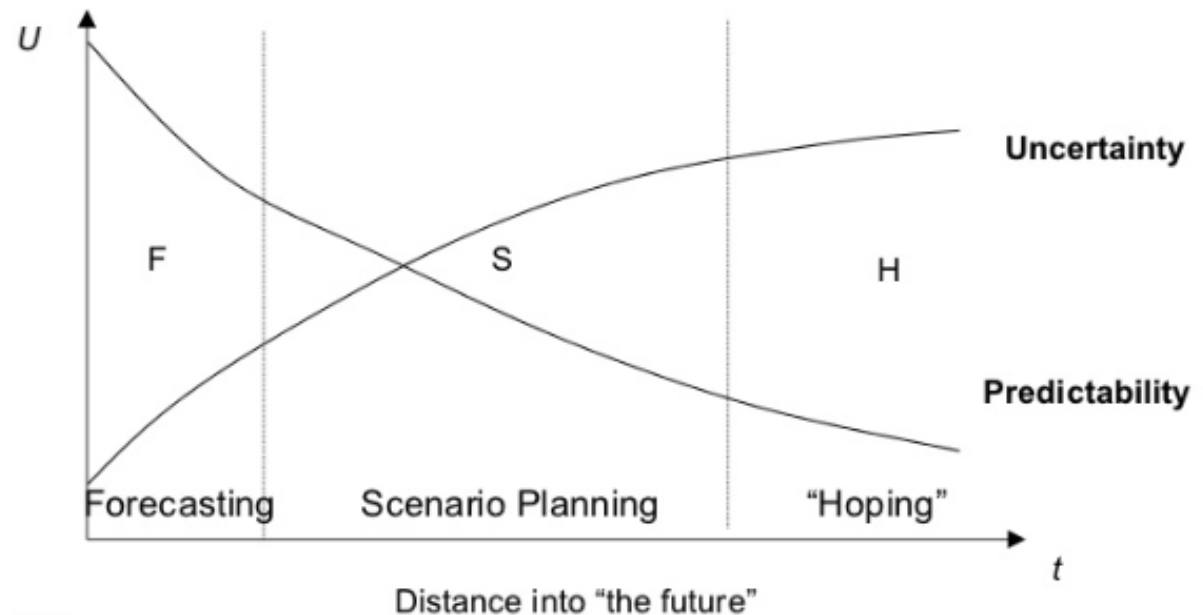 U
Uncertainty
F
S
H
Predictability
Forecasting
Scenario Planning
“Hoping”
t
Distance into “the future”